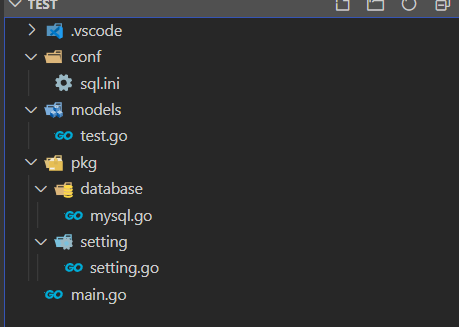 TEST
.vscode
conf
sql.ini
models
GO test.go
pkg
database
GO mysql.go
setting
GO setting.go
GO main.go